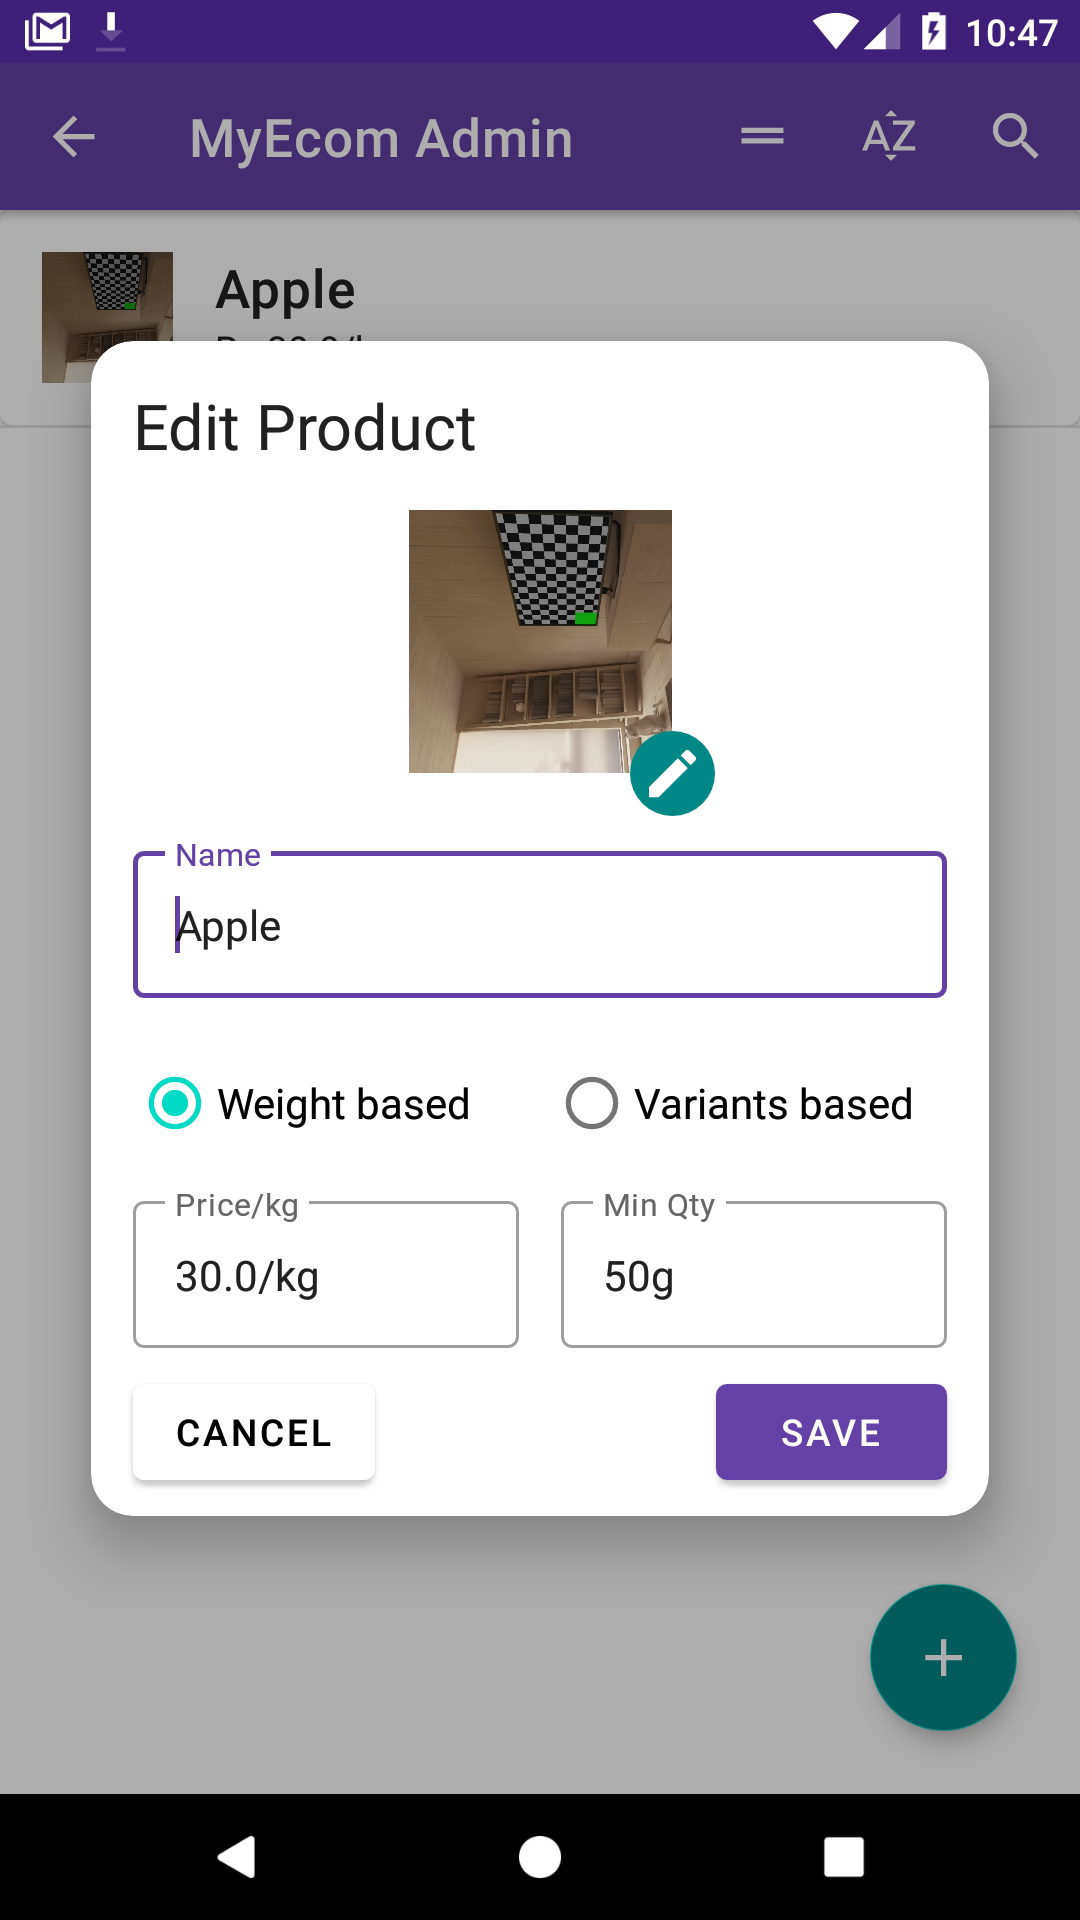 10:47
MyEcom Admin
AZ
Apple
Edit Product
Name
Apple
Weight based
Variants based
Price/kg
Min Qty
30.0/kg
50g
CANCEL
SAVE